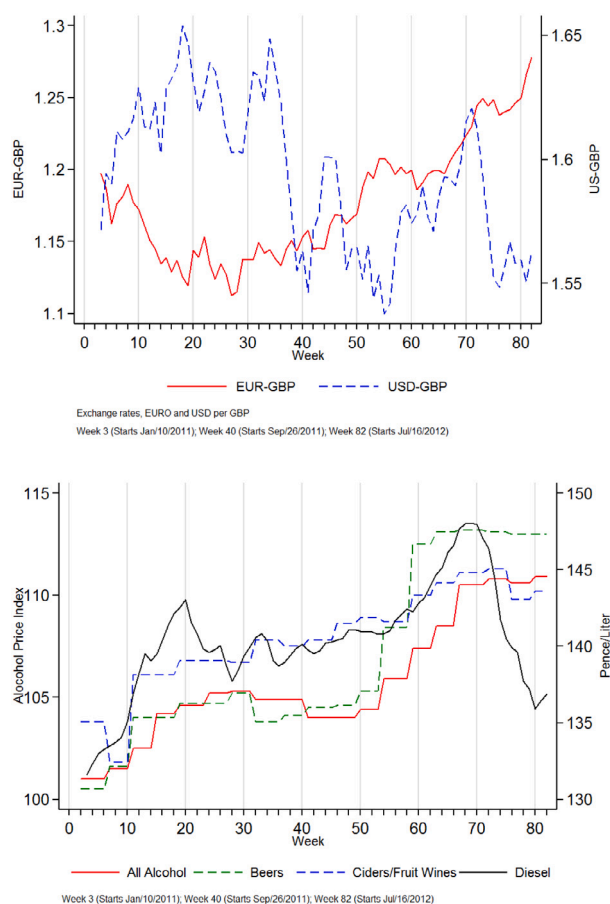 1.3
1.25
1.2
1.15
1.1
EUR-GBP
1.65
1.6
1.55
US-GBP
0 10 20 30 40 50 60 70 80
Week
EUR-GBP USD-GBP
Exchange rates, EURO and USD per GBP
Week 3 (Starts Jan/10/2011); Week 40 (Starts Sep/26/2011); Week 82 (Starts Jul/16/2012)
115
110
105
100
Alocohol Price Index
150
145
140
135
130
Pence/Liter
0 10 20 30 40 50 60 70 80
Week
All Alcohol Beers Ciders/Fruit Wines Diesel
Week 3 (Starts Jan/10/2011); Week 40 (Starts Sep/26/2011); Week 82 (Starts Jul/16/2012)